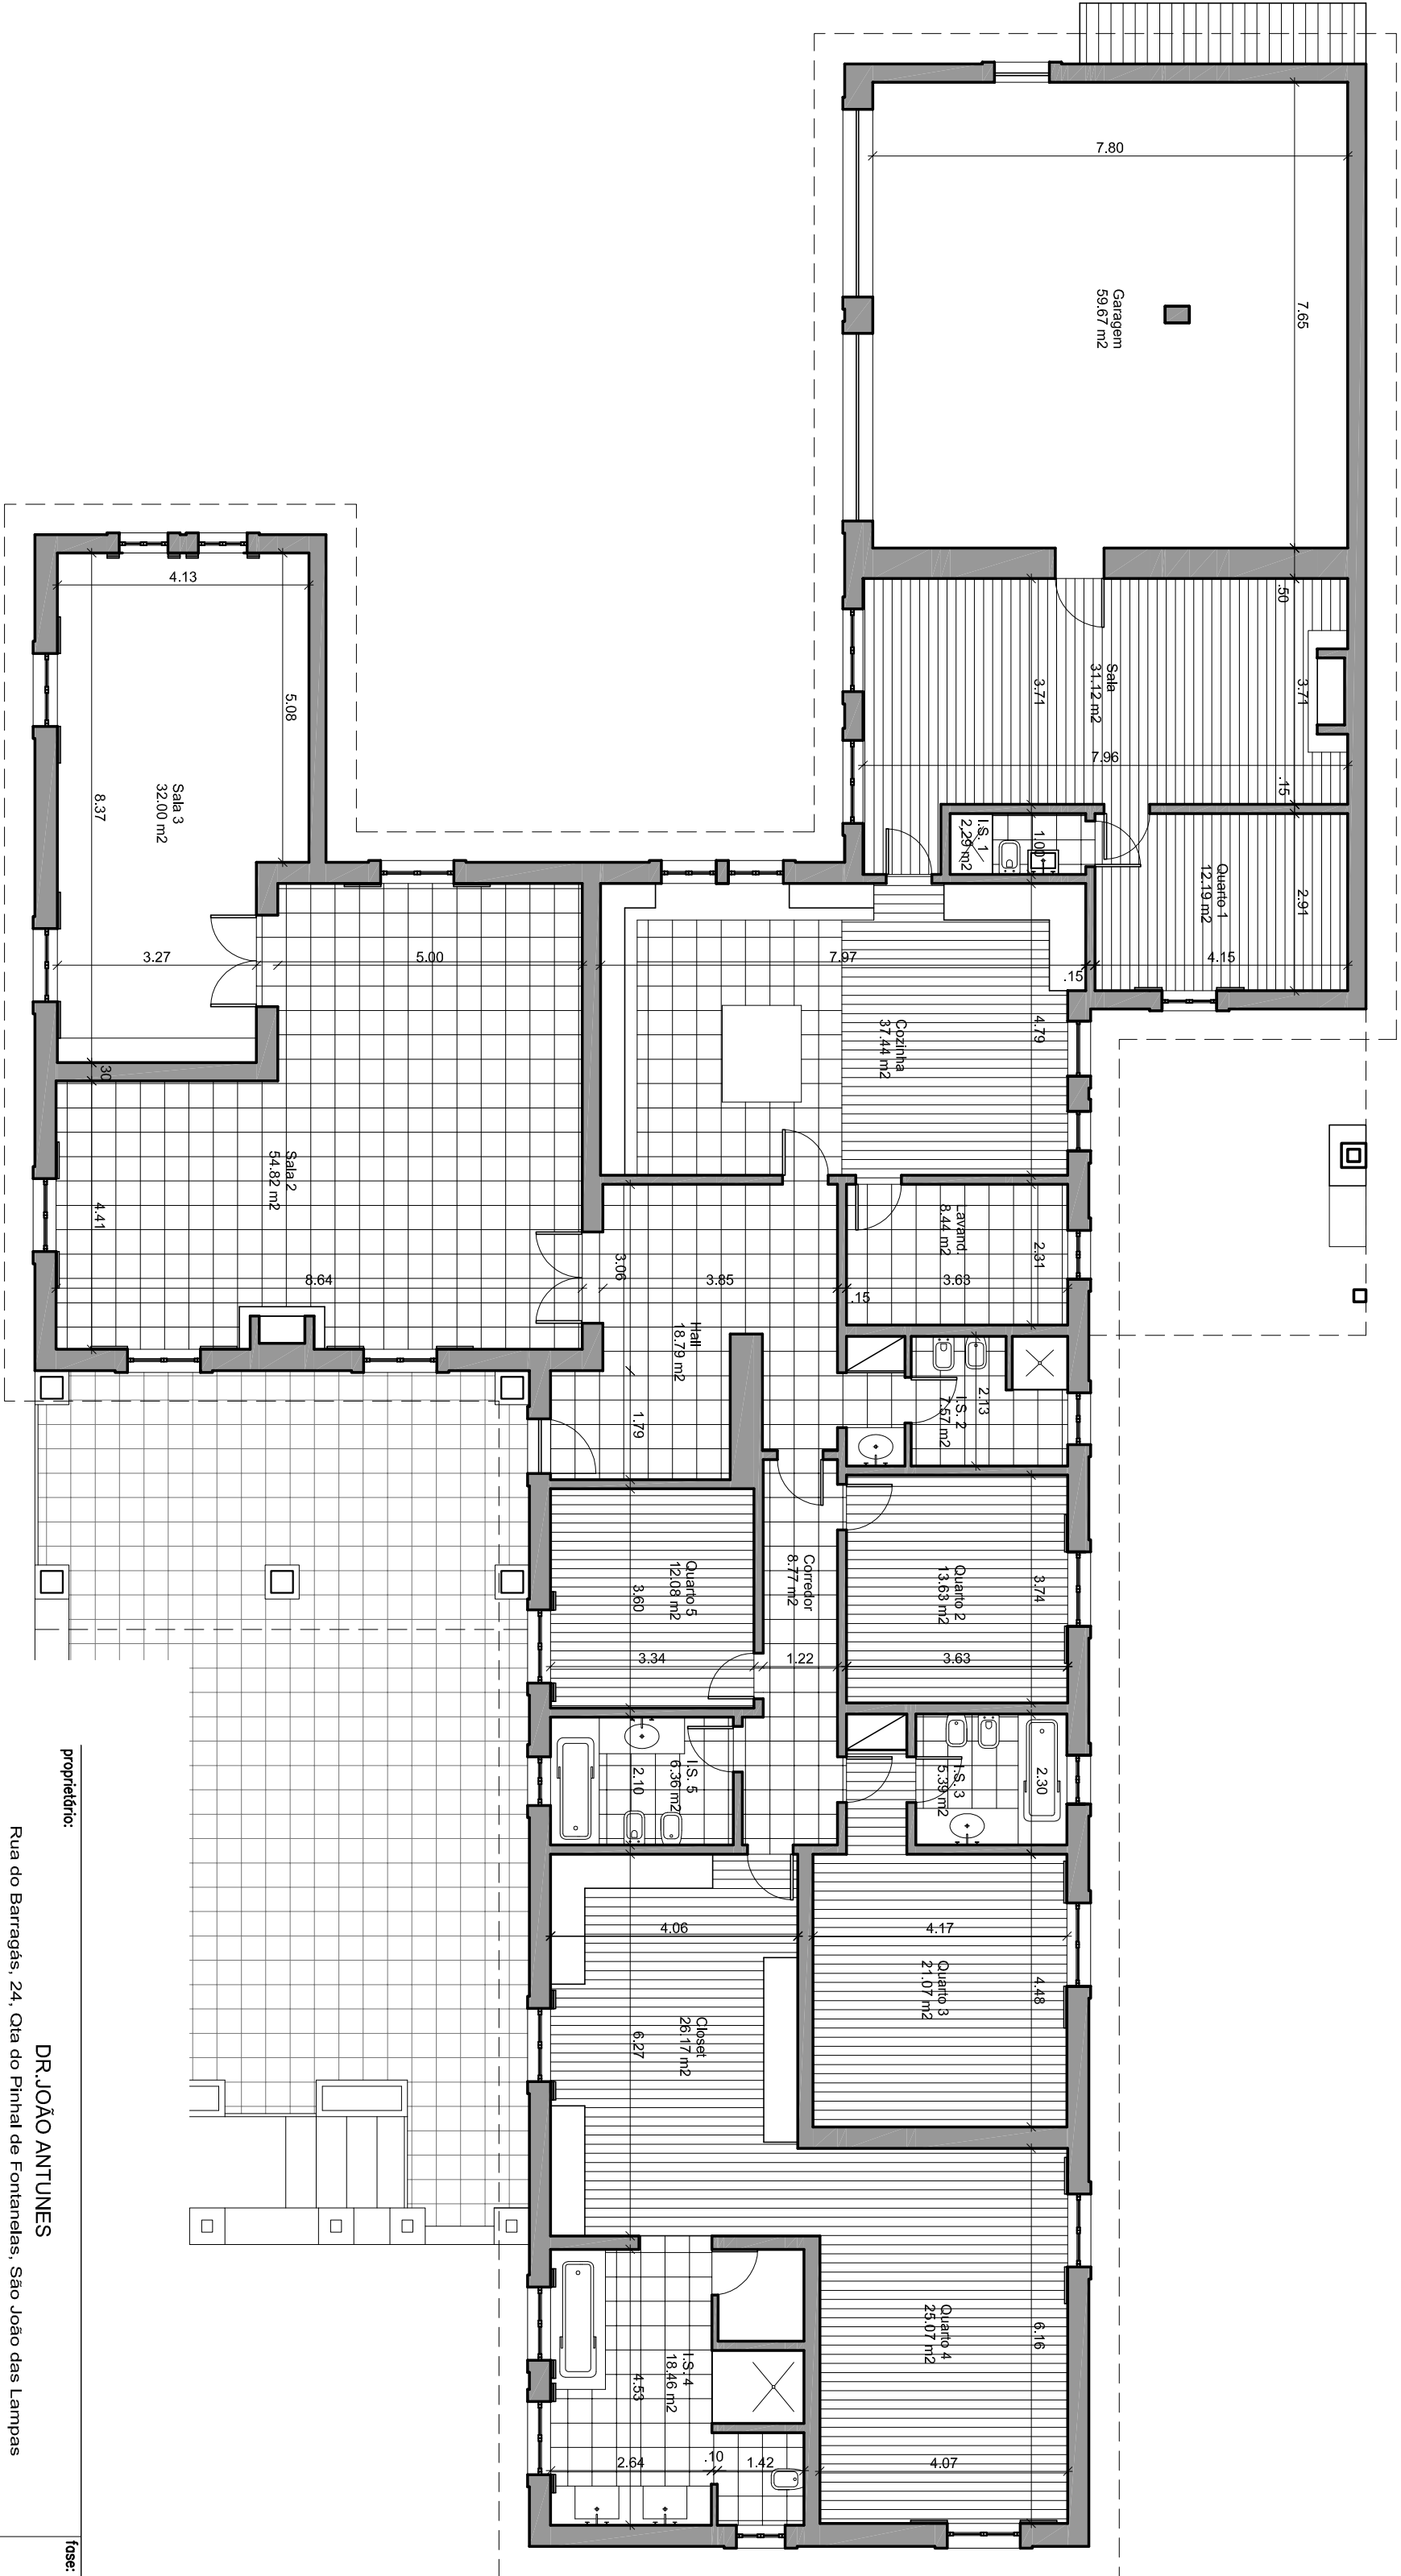 7.80
Garagem
59.67 m2
7.65
4.13
5.08
.50
Sala
31.12 m2
3.71
3.71
7.96
.15
Sala 3
32.00 m2
8.37
I.S. 1
2.29 m2
1.00
Quarto 1
12.19 m2
2.91
3.27
5.00
7.97
.15
4.15
Cozinha
37.44 m2
4.79
.30
Sala 2
54.82 m2
4.41
Lavand.
8.44 m2
2.31
3.06
8.64
3.85
.15
3.63
Hall
18.79 m2
1.79
I.S. 2
7.57 m2
2.13
Quarto 5
12.08 m2
3.60
Corredor
8.77 m2
Quarto 2
13.63 m2
3.74
3.34
1.22
3.63
I.S. 5
6.36 m2
2.10
I.S. 3
5.39 m2
2.30
4.06
4.17
Closet
26.17 m2
6.27
Quarto 3
21.07 m2
4.48
Quarto 4
25.07 m2
6.16
I.S. 4
18.46 m2
4.53
2.64
.10
1.42
4.07
proprietário:
DR.JOÃO ANTUNES
Rua do Barragás, 24, Qta do Pinhal de Fontanelas, São João das Lampas
fase: